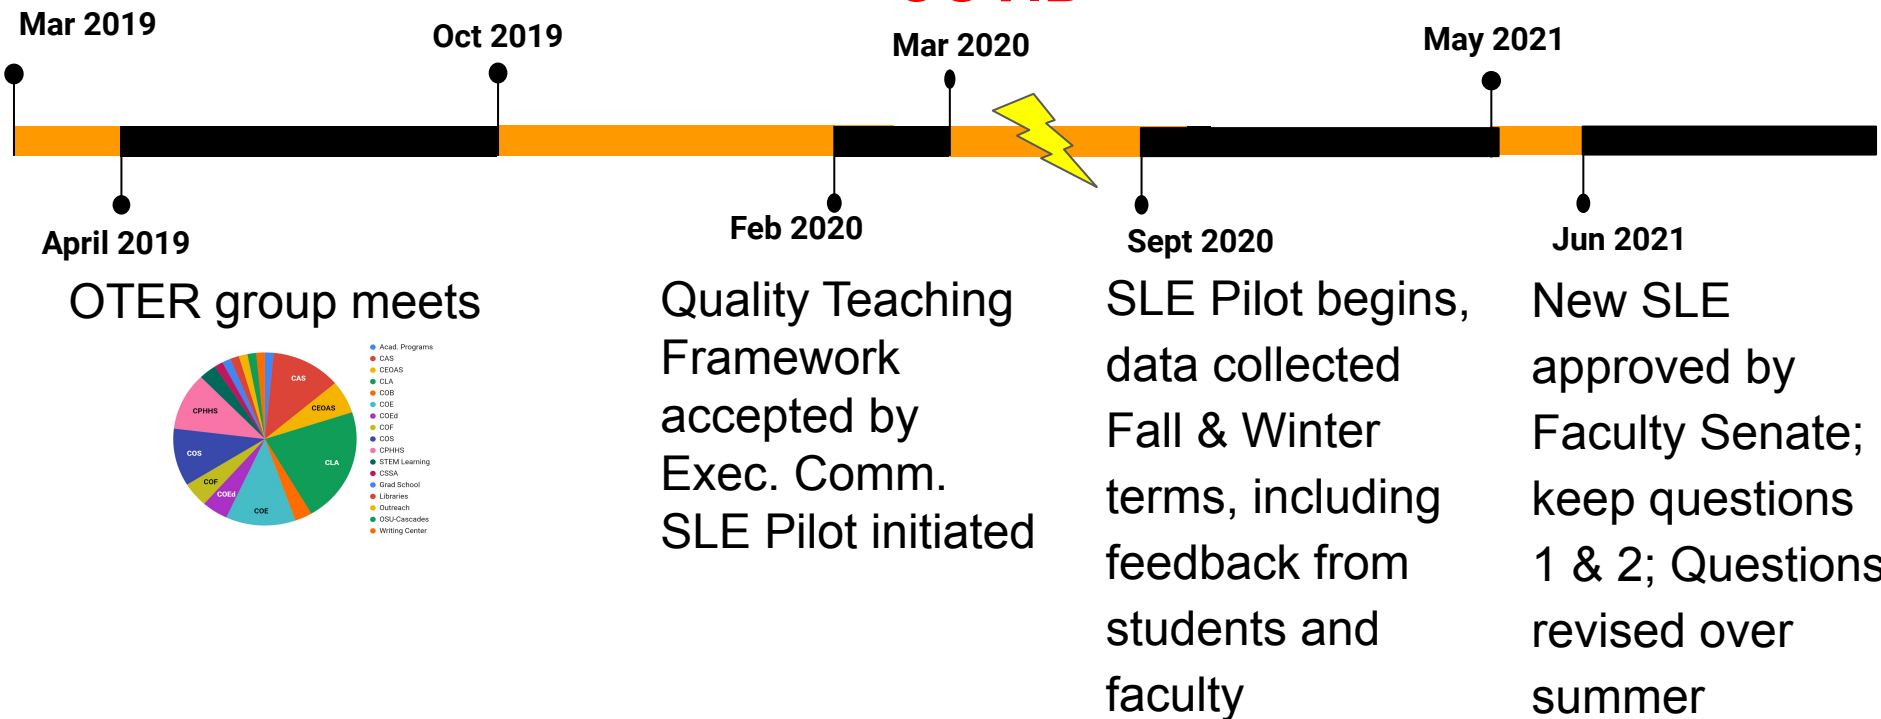 Mar 2019
Oct 2019
Mar 2020
May 2021
April 2019
Feb 2020
Sept 2020
Jun 2021
OTER group meets
Acad. Programs
CAS
CEOAS
CLA
COB
COE
COEd
COF
COS
CPHHS
STEM Learning
CSSA
Grad School
Libraries
Outreach
OSU-Cascades
Writing Center
CAS
CEOAS
CLA
COE
COEd
COF
COS
CPHHS
Quality Teaching
Framework
accepted by
Exec. Comm.
SLE Pilot initiated
SLE Pilot begins,
data collected
Fall & Winter
terms, including
feedback from
students and
faculty
New SLE
approved by
Faculty Senate;
keep questions
1 & 2; Questions
revised over
summer